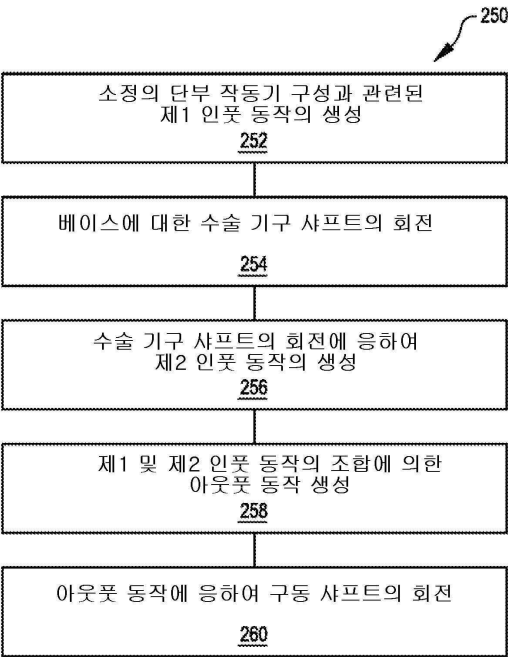 250
소정의 단부 작동기 구성과 관련된
제1 인풋 동작의 생성
252
베이스에 대한 수술 기구 샤프트의 회전
254
수술 기구 샤프트의 회전에 응하여
제2 인풋 동작의 생성
256
제1 및 제2 인풋 동작의 조합에 의한
아웃풋 동작 생성
258
아웃풋 동작에 응하여 구동 샤프트의 회전
260